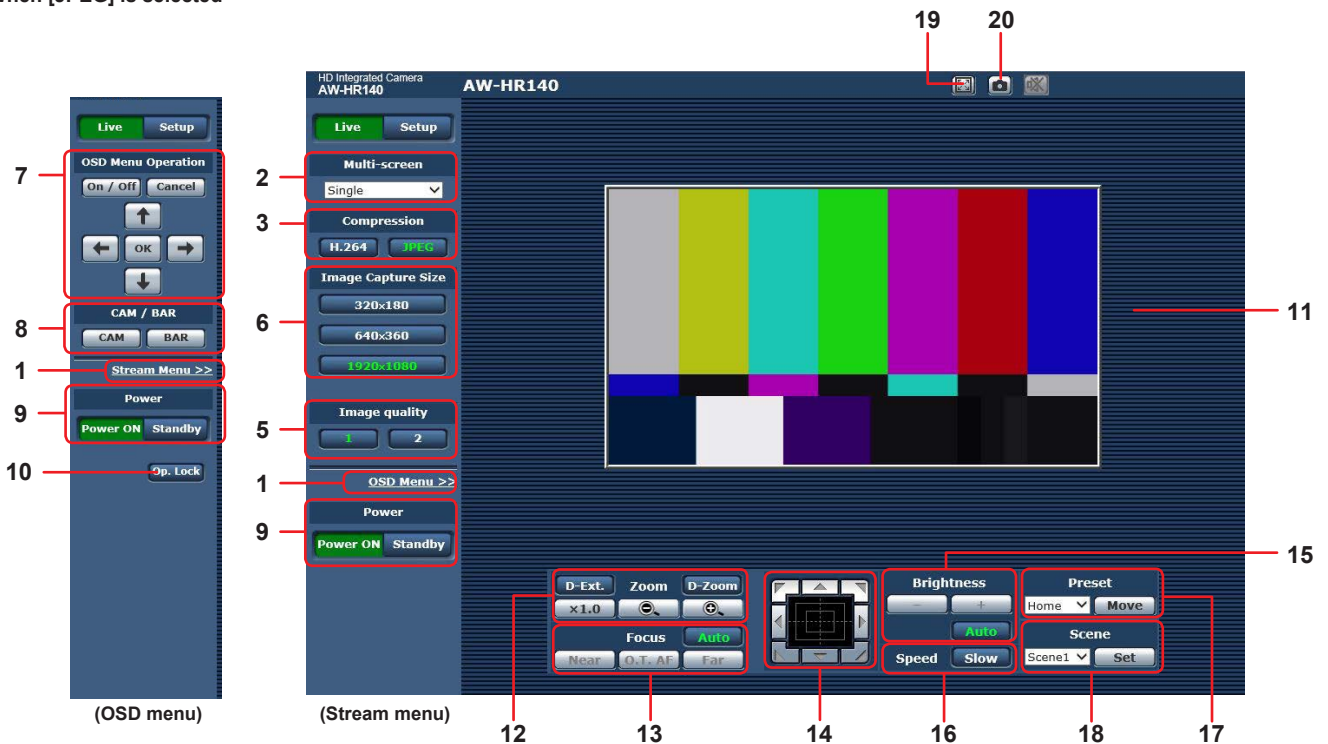 19 20
HD Integrated Camera
AW-HR140
AW-HR140
Live Setup
OSD Menu Operation
On / Off Cancel
OK
CAM / BAR
CAM BAR
Stream Menu >>
Power
Power ON Standby
Op. Lock
7
8
1
9
10
(OSD menu)
Live Setup
Multi-screen
Single
Compression
H.264 JPEG
Image Capture Size
320x180
640x360
1920x1080
Image quality
1 2
OSD Menu >>
Power
Power ON Standby
2
3
6
5
1
9
(Stream menu)
11
D-Ext. Zoom D-Zoom
×1.0
Focus Auto
Near O.T. AF Far
Brightness
- +
Auto
Speed Slow
Preset
Home Move
Scene
Scene1 Set
15
12 13 14 16 18 17